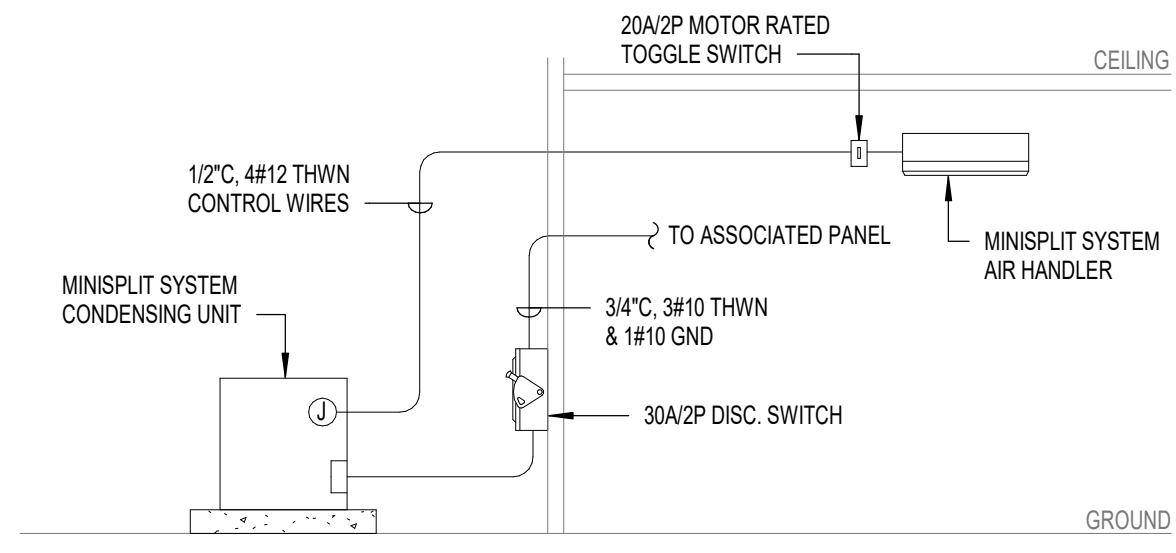 20A/2P MOTOR RATED
TOGGLE SWITCH
CEILING
1/2"C, 4#12 THWN
CONTROL WIRES
TO ASSOCIATED PANEL
MINISPLIT SYSTEM
AIR HANDLER
MINISPLIT SYSTEM
CONDENSING UNIT
3/4"C, 3#10 THWN
& 1#10 GND
J
30A/2P DISC. SWITCH
GROUND